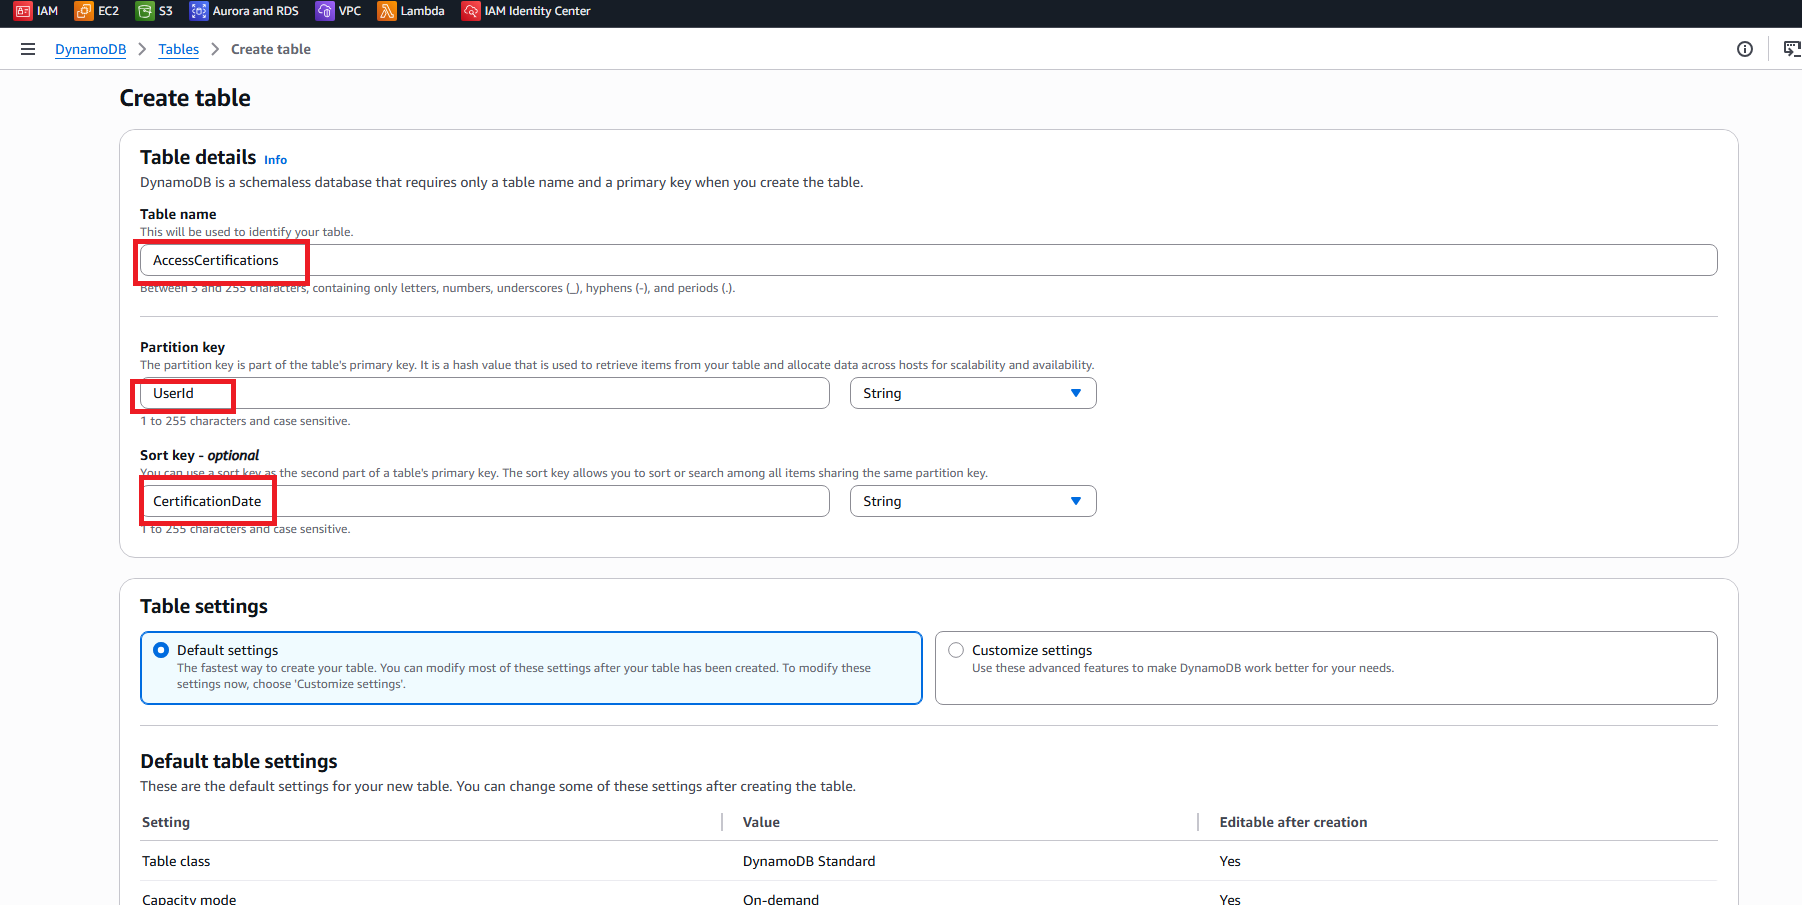 IAM EC2 S3 Aurora and RDS VPC Lambda IAM Identity Center
DynamoDB Tables Create table
Create table
Table details Info
DynamoDB is a schemaless database that requires only a table name and a primary key when you create the table.
Table name
This will be used to identify your table.
AccessCertifications
Between 3 and 255 characters, containing only letters, numbers, underscores (_), hyphens (-), and periods (.).
Partition key
The partition key is part of the table's primary key. It is a hash value that is used to retrieve items from your table and allocate data across hosts for scalability and availability.
UserId String
1 to 255 characters and case sensitive.
Sort key - optional
You can use a sort key as the second part of a table's primary key. The sort key allows you to sort or search among all items sharing the same partition key.
CertificationDate String
1 to 255 characters and case sensitive.
Table settings
Default settings
The fastest way to create your table. You can modify most of these settings after your table has been created. To modify these
settings now, choose 'Customize settings'.
Customize settings
Use these advanced features to make DynamoDB work better for your needs.
Default table settings
These are the default settings for your new table. You can change some of these settings after creating the table.
Setting Value Editable after creation
Table class DynamoDB Standard Yes
Capacity mode On-demand Yes